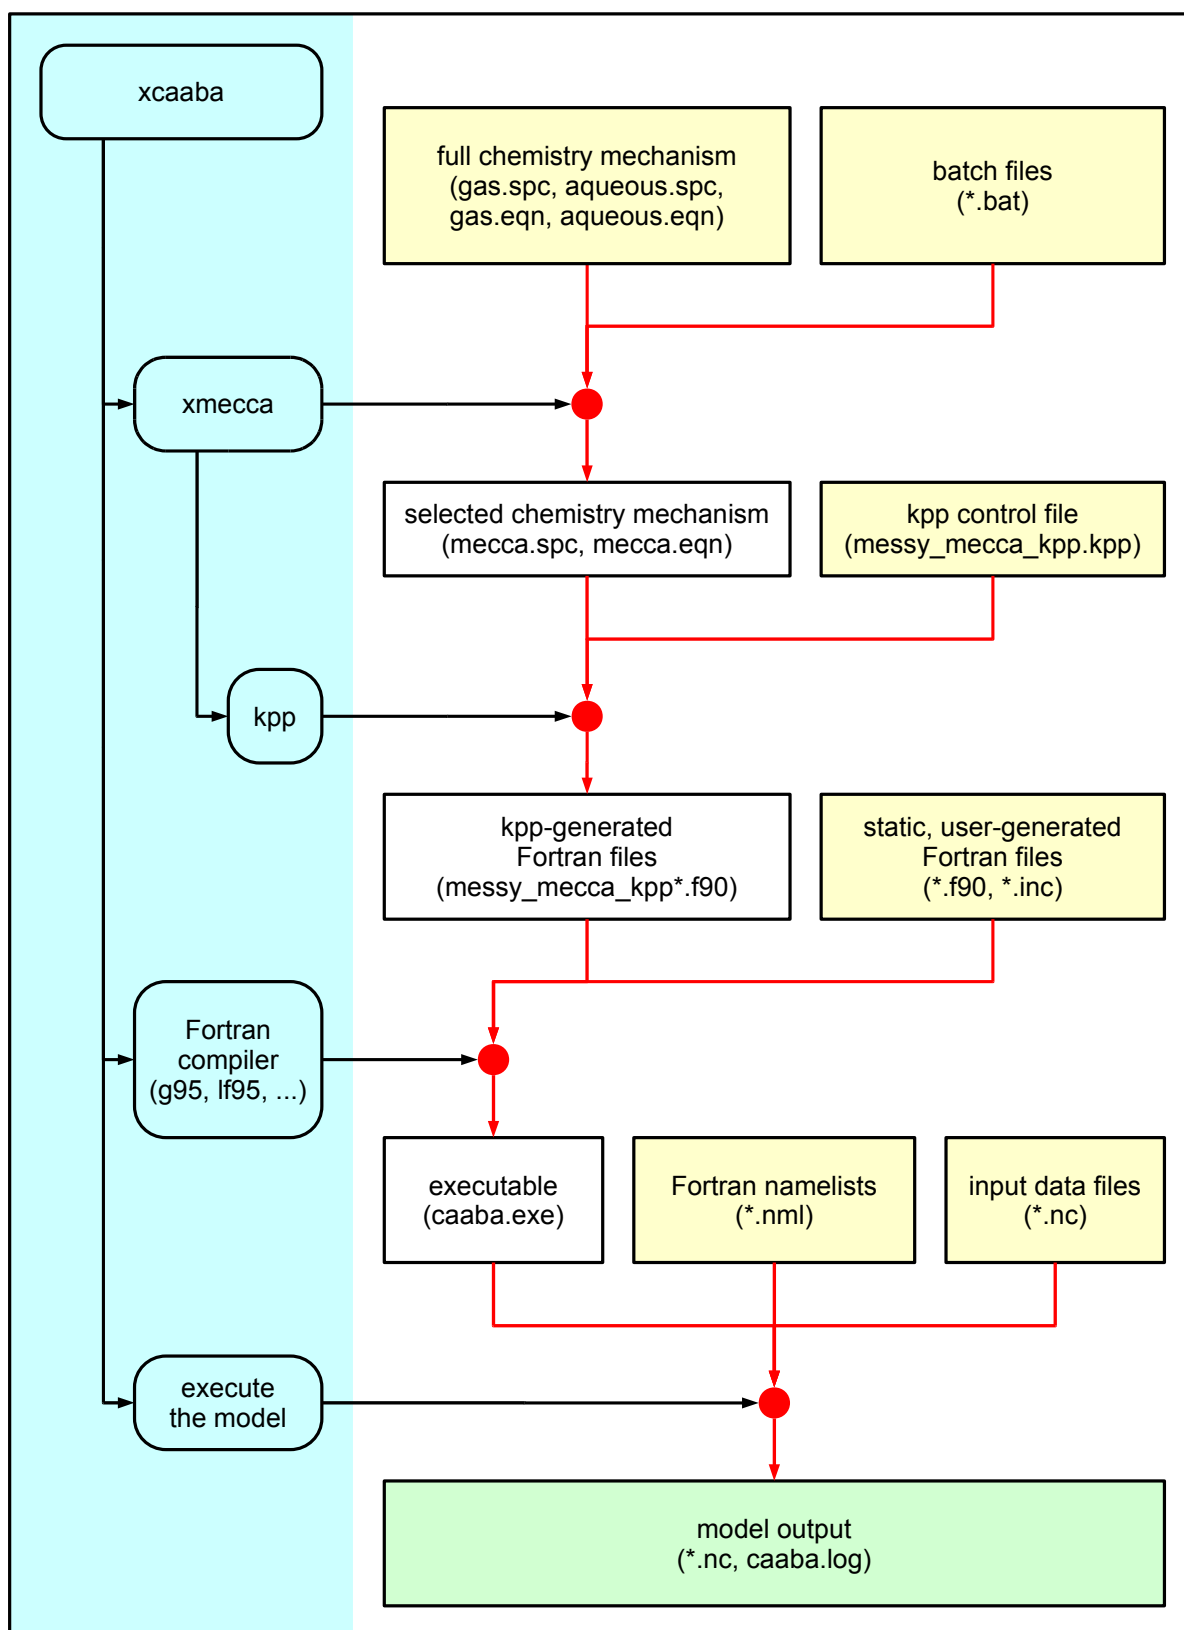 xcaaba
full chemistry mechanism
(gas.spc, aqueous.spc,
gas.eqn, aqueous.eqn)
batch files
(*.bat)
xmecca
selected chemistry mechanism
(mecca.spc, mecca.eqn)
kpp control file
(messy_mecca_kpp.kpp)
kpp
kpp-generated
Fortran files
(messy_mecca_kpp*.f90)
static, user-generated
Fortran files
(*.f90, *.inc)
Fortran
compiler
(g95, lf95, ...)
executable
(caaba.exe)
Fortran namelists
(*.nml)
input data files
(*.nc)
execute
the model
model output
(*.nc, caaba.log)